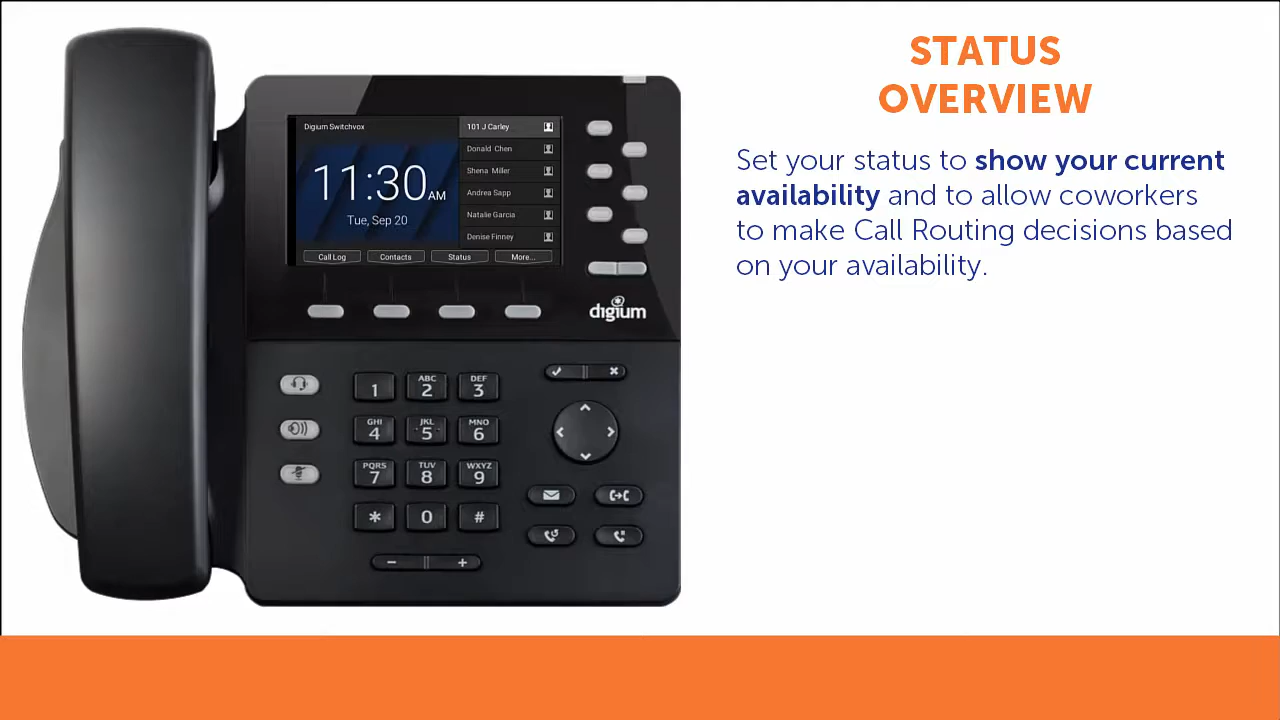 STATUS
OVERVIEW
Set your status to show your current
availability and to allow coworkers
to make Call Routing decisions based
on your availability.
Digium Switchvox
11:30 AM
Tue, Sep 20
101 J Carley
Donald Chen
Shena Miller
Andrea Sapp
Natalie Garcia
Denise Finney
Call Log Contacts Status More...
digium
1 ABC 2 DEF 3
GHI 4 JKL 5 MNO 6
PQRS 7 TUV 8 WXYZ 9
* 0 #
- +